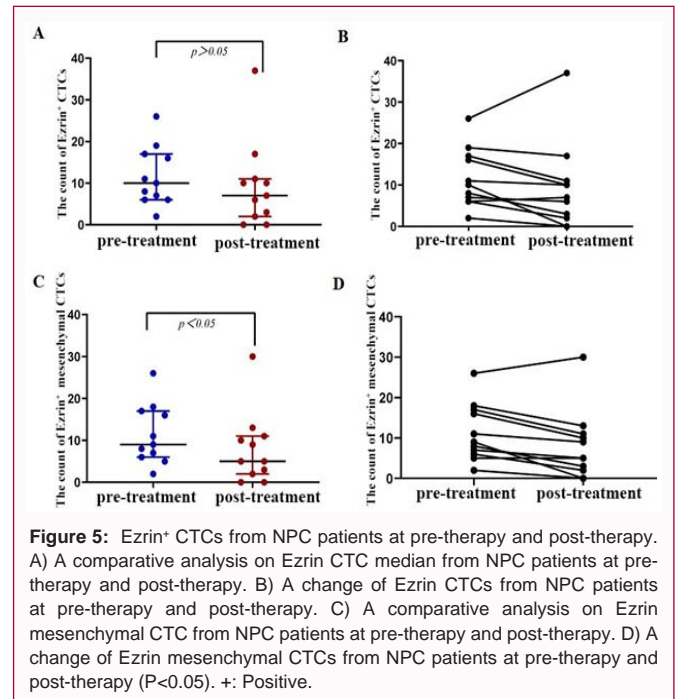 A
B
p>0.05
The count of Ezrin⁺ CTCs
40
30
20
10
0
pre-treatment
post-treatment
The count of Ezrin⁺ CTCs
40
30
20
10
0
pre-treatment
post-treatment
C
D
p<0.05
The count of Ezrin⁺ mesenchymal CTCs
40
30
20
10
0
pre-treatment
post-treatment
The count of Ezrin⁺ mesenchymal CTCs
40
30
20
10
0
pre-treatment
post-treatment
Figure 5: Ezrin⁺ CTCs from NPC patients at pre-therapy and post-therapy.
A) A comparative analysis on Ezrin CTC median from NPC patients at pre-
therapy and post-therapy. B) A change of Ezrin CTCs from NPC patients
at pre-therapy and post-therapy. C) A comparative analysis on Ezrin
mesenchymal CTC from NPC patients at pre-therapy and post-therapy. D) A
change of Ezrin mesenchymal CTCs from NPC patients at pre-therapy and
post-therapy (P<0.05). +: Positive.